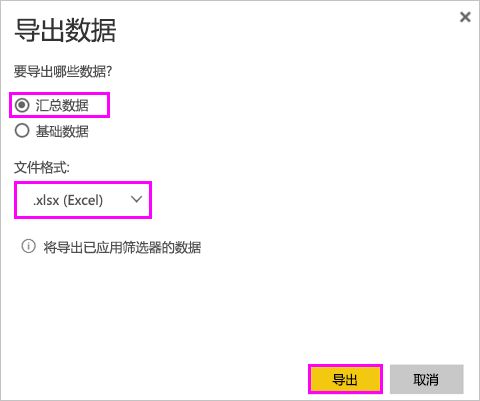 导出数据
要导出哪些数据?
汇总数据
基础数据
文件格式:
.xlsx (Excel)
将导出已应用筛选器的数据
导出
取消